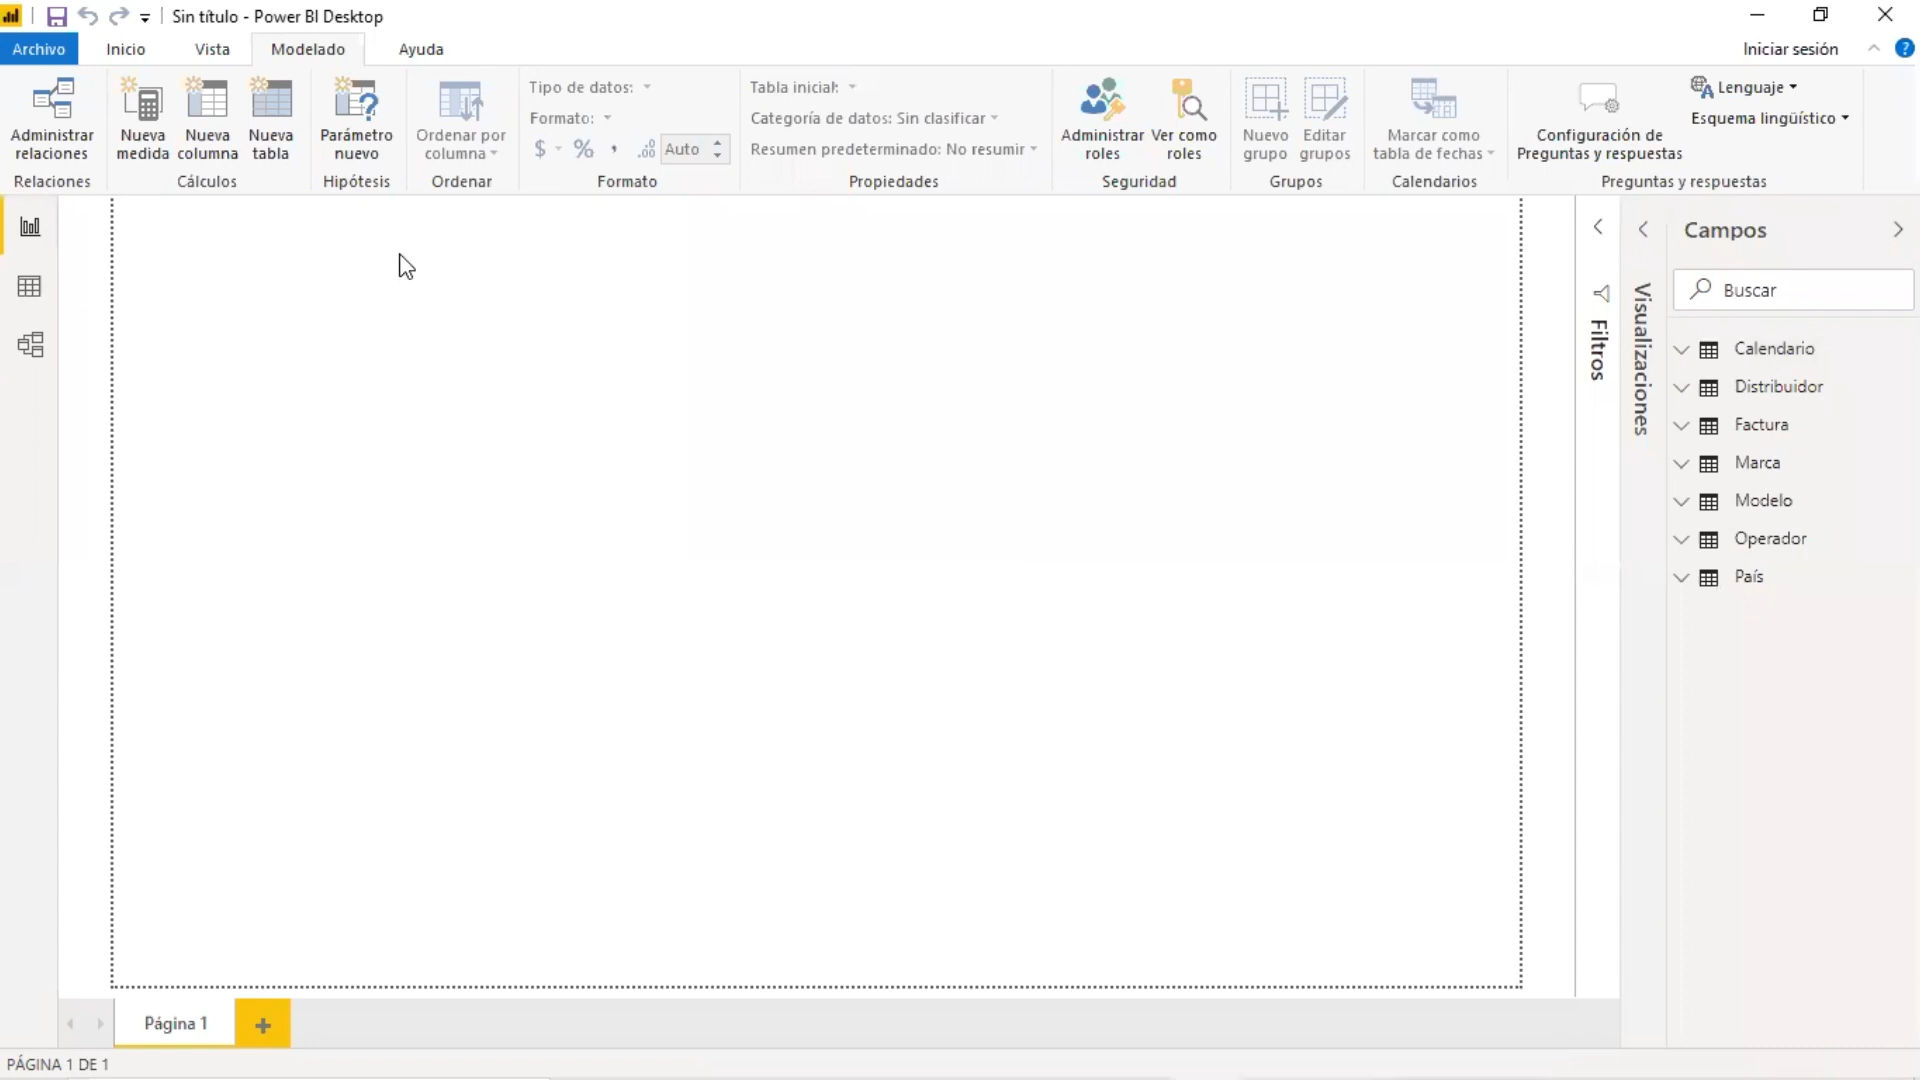 Sin título - Power BI Desktop
Archivo
Inicio
Vista
Modelado
Ayuda
Iniciar sesión
?
Administrar relaciones
Relaciones
Nueva medida
Nueva columna
Nueva tabla
Cálculos
Parámetro nuevo
Hipótesis
Ordenar por columna
Ordenar
Tipo de datos:
Formato:
$ % , .00 Auto
Formato
Tabla inicial:
Categoría de datos: Sin clasificar
Resumen predeterminado: No resumir
Propiedades
Administrar roles
Ver como roles
Seguridad
Nuevo grupo
Editar grupos
Grupos
Marcar como tabla de fechas
Calendarios
Configuración de Preguntas y respuestas
Lenguaje
Esquema lingüístico
Preguntas y respuestas
Filtros
Visualizaciones
Campos
Buscar
Calendario
Distribuidor
Factura
Marca
Modelo
Operador
País
Página 1
PÁGINA 1 DE 1